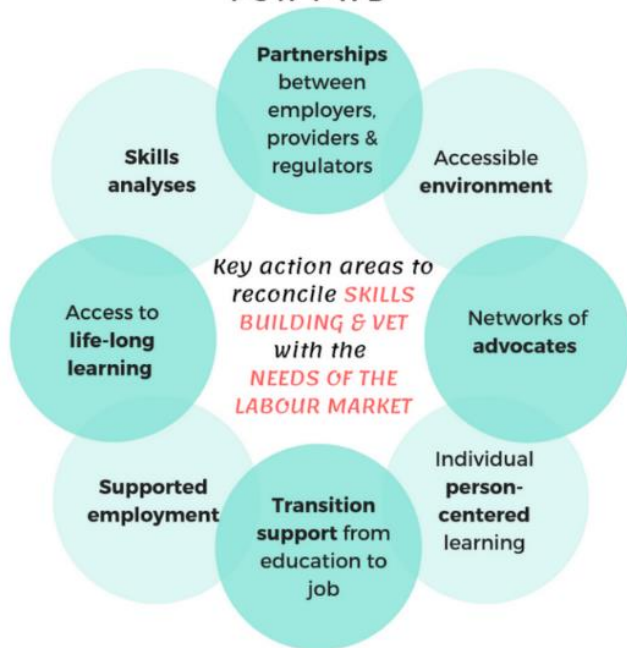 Partnerships
between
employers,
providers &
regulators
Accessible
environment
Networks of
advocates
Individual
person-
centered
learning
Transition
support from
education to
job
Supported
employment
Access to
life-long
learning
Skills
analyses
Key action areas to
reconcile SKILLS
BUILDING & VET
with the
NEEDS OF THE
LABOUR MARKET